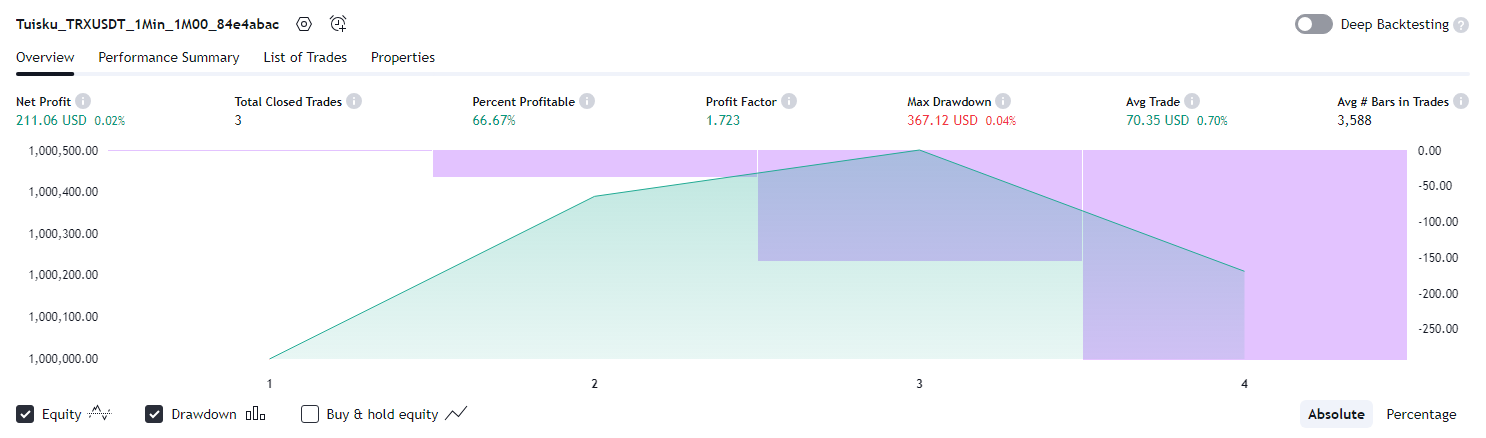 Tuisku_TRXUSDT_1Min_1M00_84e4abac
Deep Backtesting ?
Overview Performance Summary List of Trades Properties
Net Profit i Total Closed Trades i Percent Profitable i Profit Factor i Max Drawdown i Avg Trade i Avg # Bars in Trades i
211.06 USD 0.02% 3 66.67% 1.723 367.12 USD 0.04% 70.35 USD 0.70% 3,588
1,000,500.00 0.00
1,000,400.00 -50.00
1,000,300.00 -100.00
1,000,200.00 -150.00
1,000,100.00 -200.00
1,000,000.00 -250.00
1 2 3 4
Equity Drawdown Buy & hold equity Absolute Percentage